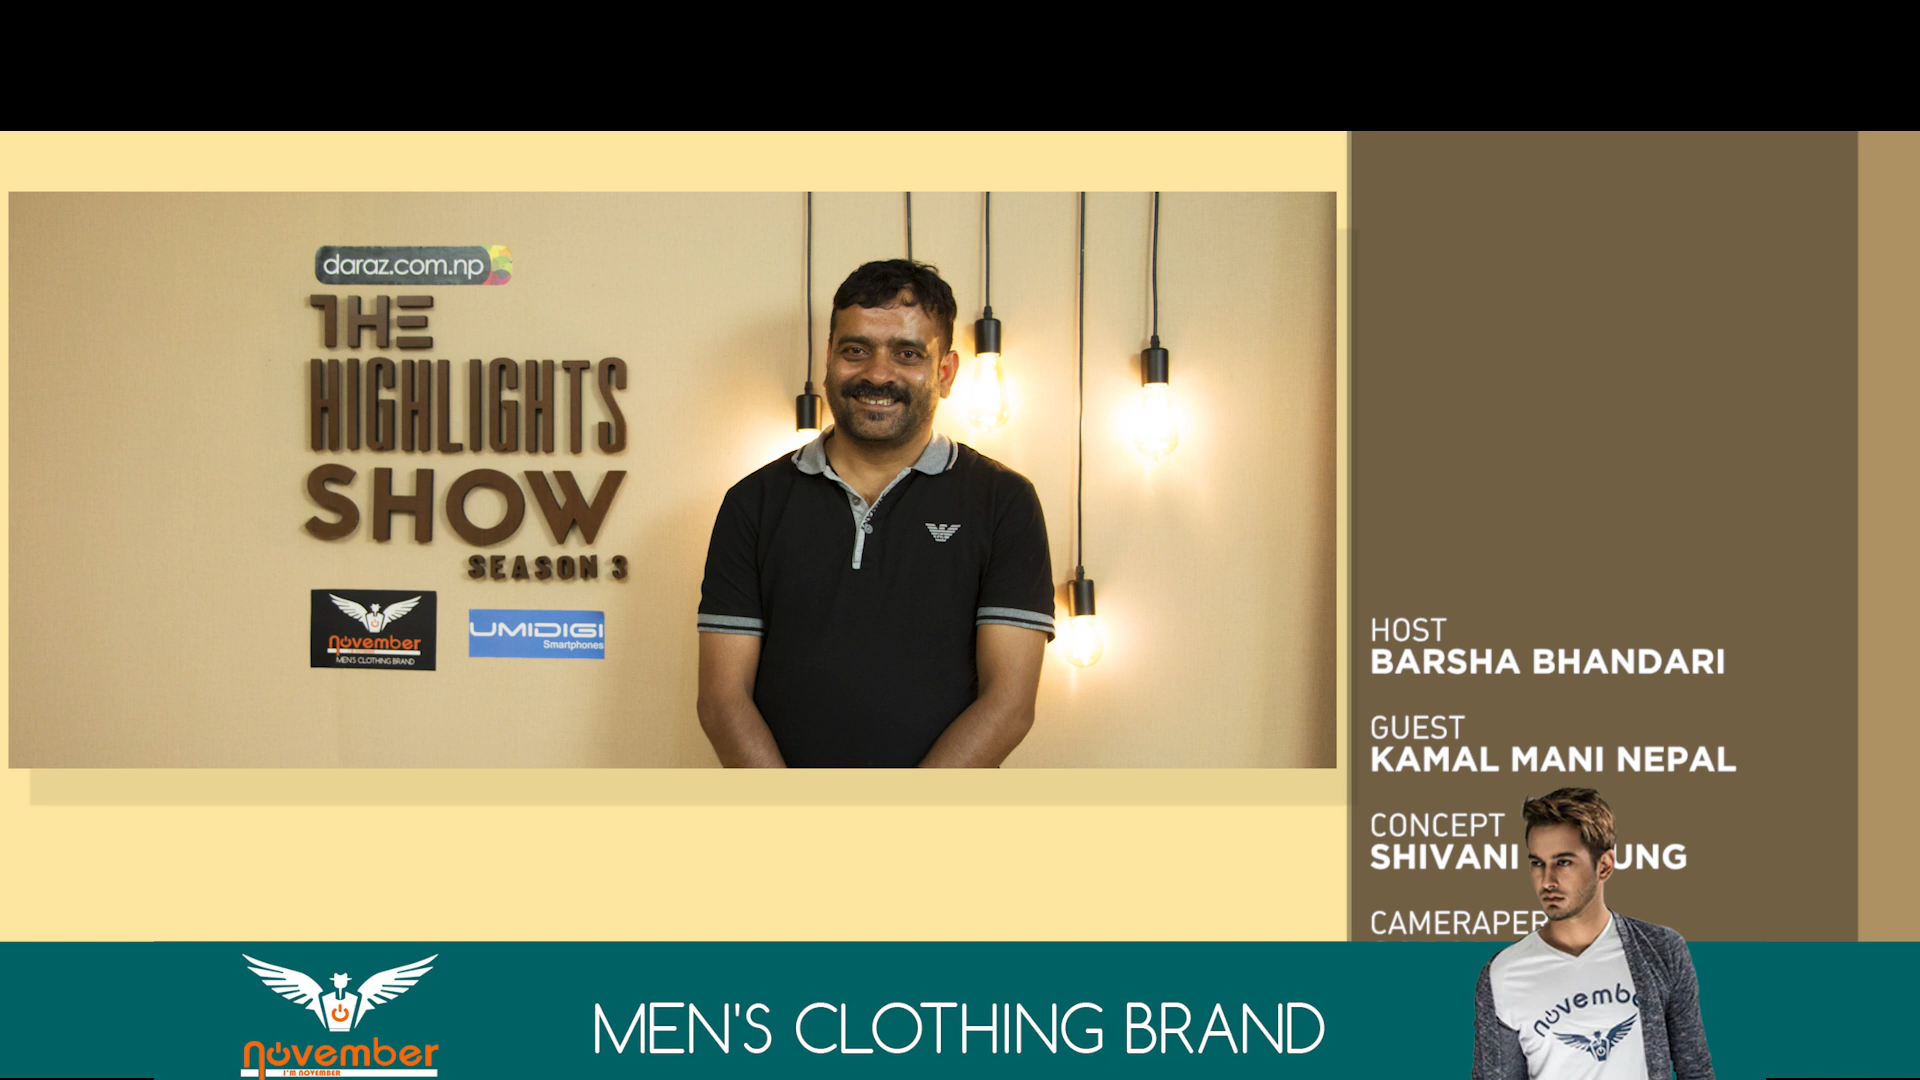 daraz.com.np
THE
HIGHLIGHTS
SHOW
SEASON 3
november
MEN'S CLOTHING BRAND
UMIDIGI
Smartphones
HOST
BARSHA BHANDARI
GUEST
KAMAL MANI NEPAL
CONCEPT
SHIVANI
CAMERAPER
november
I'M NOVEMBER
MEN'S CLOTHING BRAND
novemb